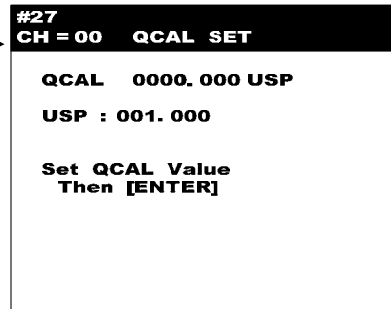 #27
CH = 00 QCAL SET
QCAL 0000. 000 USP
USP : 001. 000
Set QCAL Value
Then [ENTER]